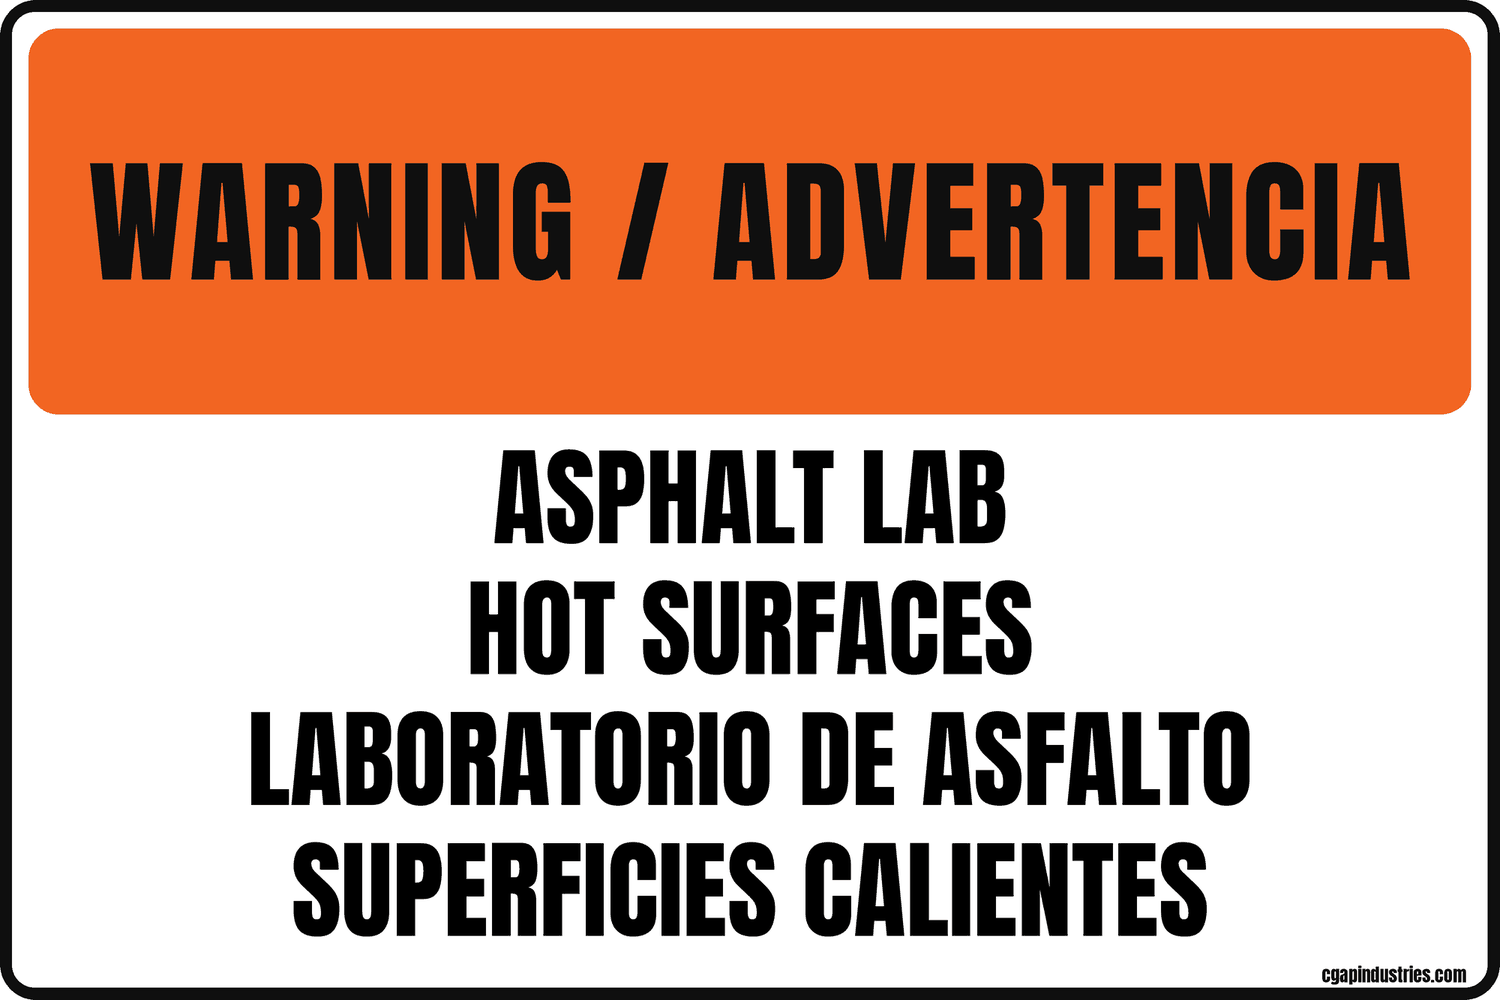 WARNING / ADVERTENCIA
ASPHALT LAB
HOT SURFACES
LABORATORIO DE ASFALTO
SUPERFICIES CALIENTES
cgapindustries.com